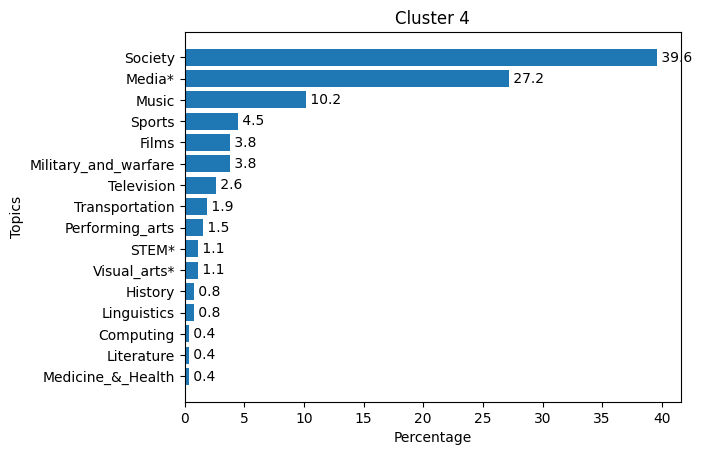 Cluster 4
Society 39.6
Media* 27.2
Music 10.2
Sports 4.5
Films 3.8
Military_and_warfare 3.8
Television 2.6
Transportation 1.9
Performing_arts 1.5
STEM* 1.1
Visual_arts* 1.1
History 0.8
Linguistics 0.8
Computing 0.4
Literature 0.4
Medicine_&_Health 0.4
0 5 10 15 20 25 30 35 40
Percentage
Topics